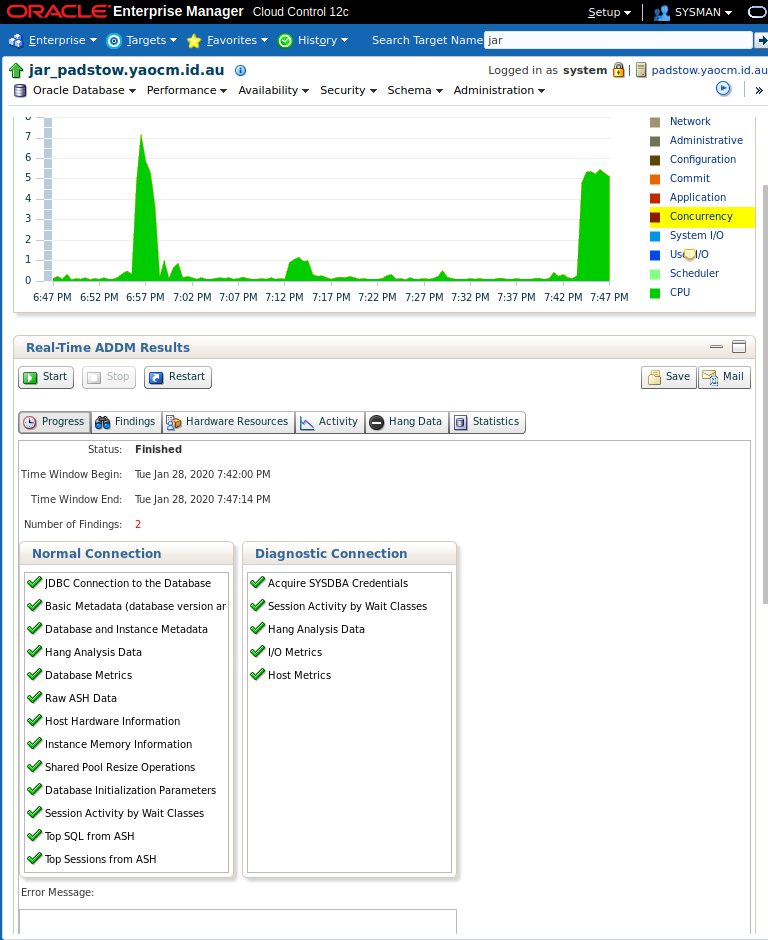 ORACLE Enterprise Manager Cloud Control 12c Setup SYSMAN
Enterprise Targets Favorites History Search Target Name jar
jar_padstow.yaocm.id.au Logged in as system padstow.yaocm.id.au
Oracle Database Performance Availability Security Schema Administration »
7
6
5
4
3
2
1
0
6:47 PM 6:52 PM 6:57 PM 7:02 PM 7:07 PM 7:12 PM 7:17 PM 7:22 PM 7:27 PM 7:32 PM 7:37 PM 7:42 PM 7:47 PM
Network
Administrative
Configuration
Commit
Application
Concurrency
System I/O
User I/O
Scheduler
CPU
Real-Time ADDM Results
Start Stop Restart Save Mail
Progress Findings Hardware Resources Activity Hang Data Statistics
Status: Finished
Time Window Begin: Tue Jan 28, 2020 7:42:00 PM
Time Window End: Tue Jan 28, 2020 7:47:14 PM
Number of Findings: 2
Normal Connection
JDBC Connection to the Database
Basic Metadata (database version ar
Database and Instance Metadata
Hang Analysis Data
Database Metrics
Raw ASH Data
Host Hardware Information
Instance Memory Information
Shared Pool Resize Operations
Database Initialization Parameters
Session Activity by Wait Classes
Top SQL from ASH
Top Sessions from ASH
Diagnostic Connection
Acquire SYSDBA Credentials
Session Activity by Wait Classes
Hang Analysis Data
I/O Metrics
Host Metrics
Error Message: